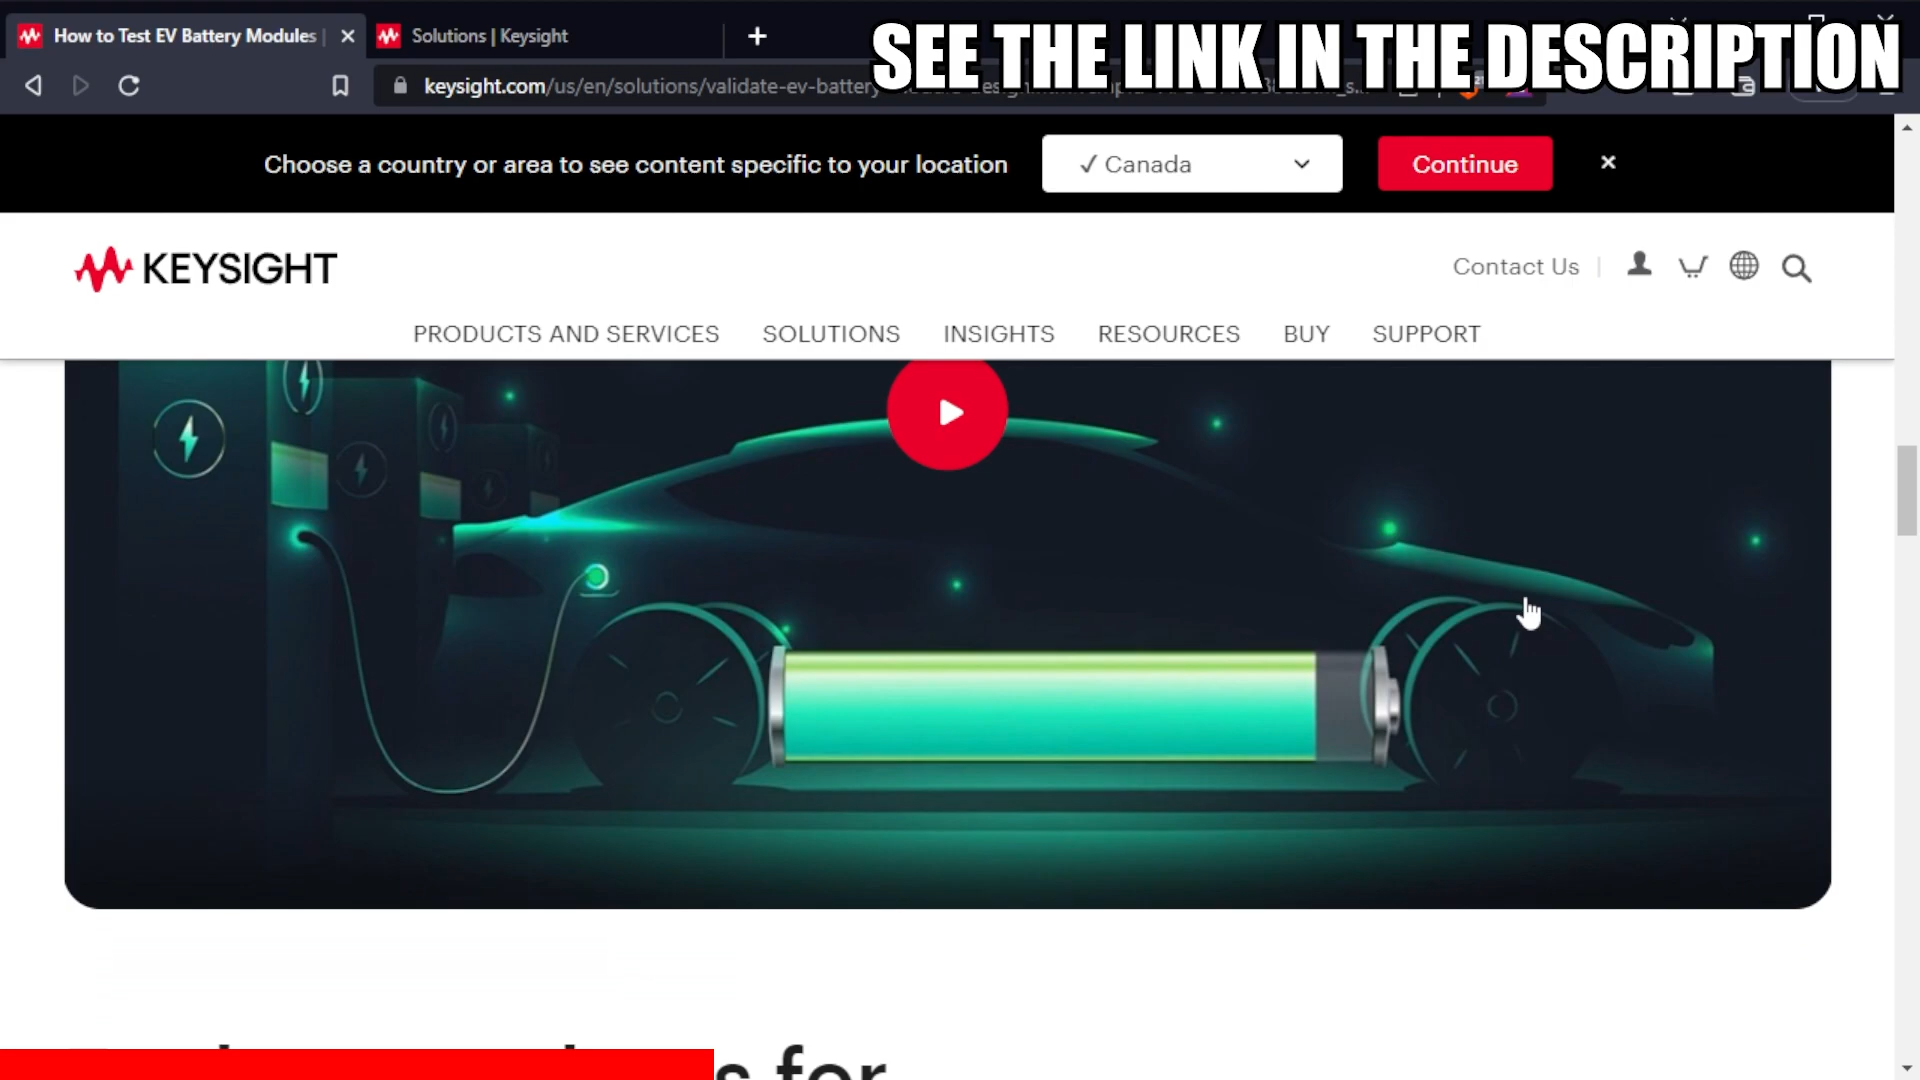 How to Test EV Battery Modules |
Solutions | Keysight
SEE THE LINK IN THE DESCRIPTION
keysight.com/us/en/solutions/validate-ev-battery
Choose a country or area to see content specific to your location
✓ Canada
Continue
KEYSIGHT
Contact Us
PRODUCTS AND SERVICES
SOLUTIONS
INSIGHTS
RESOURCES
BUY
SUPPORT
for